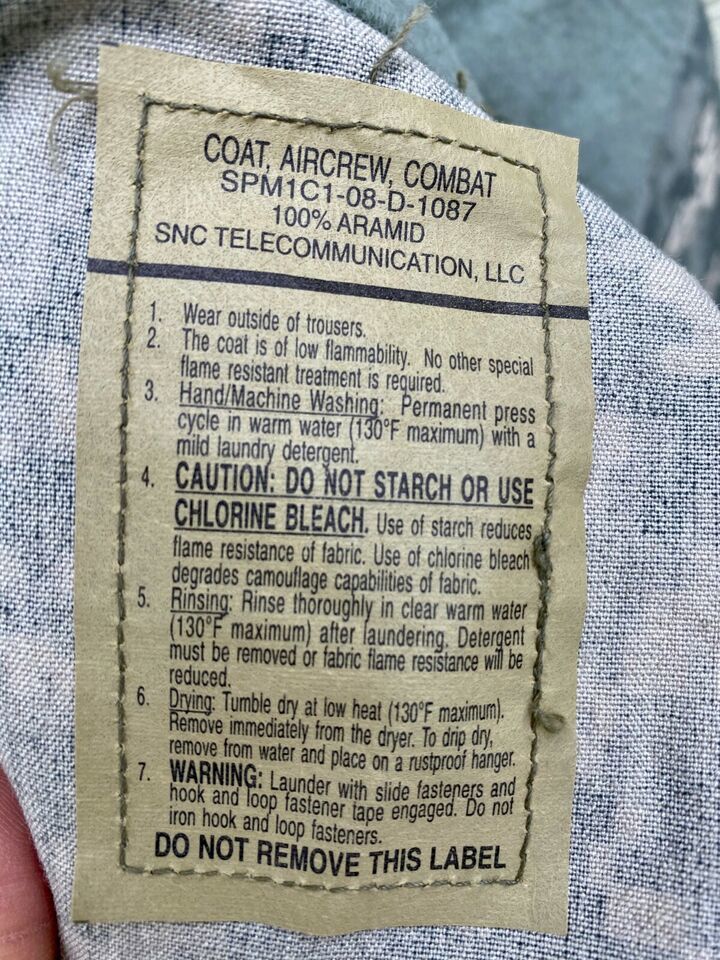 COAT, AIRCREW, COMBAT
SPM1C1-08-D-1087
100% ARAMID
SNC TELECOMMUNICATION, LLC
1. Wear outside of trousers.
2. The coat is of low flammability. No other special
flame resistant treatment is required.
3. Hand/Machine Washing: Permanent press
cycle in warm water (130°F maximum) with a
mild laundry detergent.
4. CAUTION: DO NOT STARCH OR USE
CHLORINE BLEACH. Use of starch reduces
flame resistance of fabric. Use of chlorine bleach
degrades camouflage capabilities of fabric.
5. Rinsing: Rinse thoroughly in clear warm water
(130°F maximum) after laundering. Detergent
must be removed or fabric flame resistance will be
reduced.
6. Drying: Tumble dry at low heat (130°F maximum).
Remove immediately from the dryer. To drip dry,
remove from water and place on a rustproof hanger.
7. WARNING: Launder with slide fasteners and
hook and loop fastener tape engaged. Do not
iron hook and loop fasteners.
DO NOT REMOVE THIS LABEL